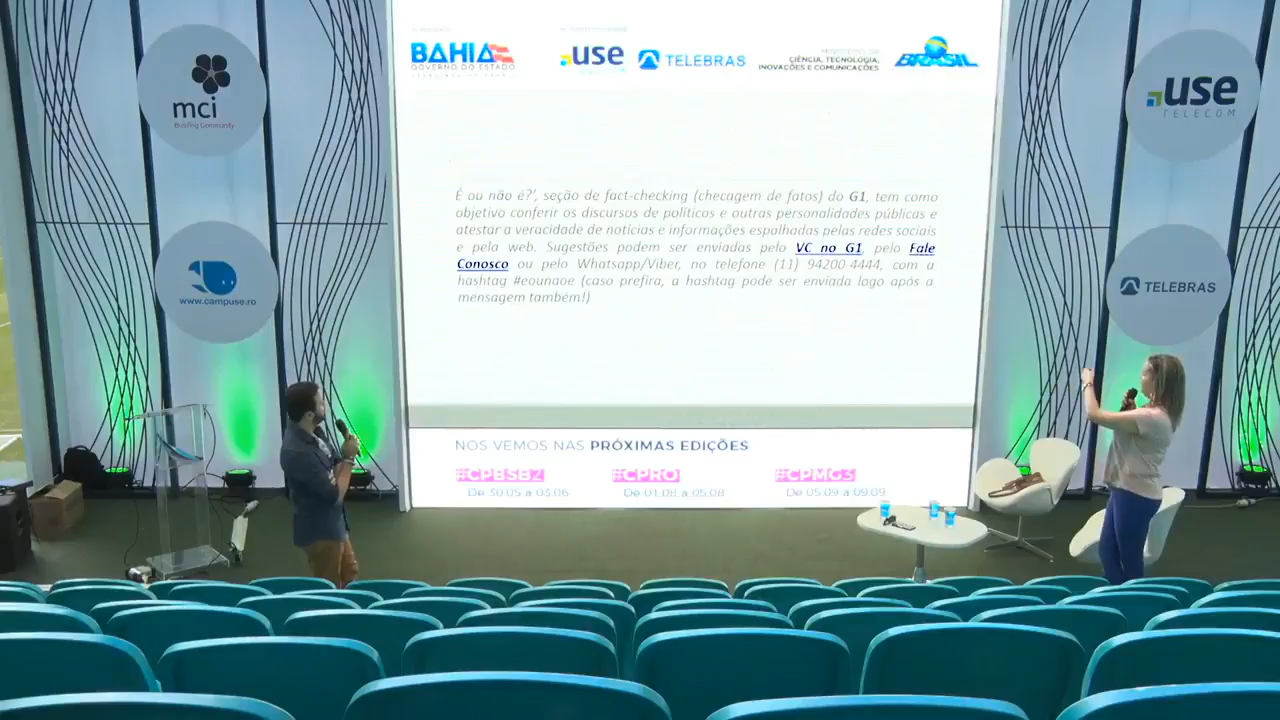 BAHIA
GOVERNO DO ESTADO
use
TELEBRAS
CIÊNCIA, TECNOLOGIA,
INOVAÇÕES E COMUNICAÇÕES
BRASIL
mci
Building Community
use
TELECOM
É ou não é?', seção de fact-checking (checagem de fatos) do G1, tem como
objetivo conferir os discursos de políticos e outras personalidades públicas e
atestar a veracidade de notícias e informações espalhadas pelas redes sociais
e pela web. Sugestões podem ser enviadas pelo VC no G1, pelo Fale
Conosco ou pelo Whatsapp/Viber, no telefone (11) 94200-4444, com a
hashtag #eounaoe (caso prefira, a hashtag pode ser enviada logo após a
mensagem também!)
www.campuse.ro
TELEBRAS
NOS VEMOS NAS PRÓXIMAS EDIÇÕES
#CPBSB2
#CPRO
#CPMG3
De 30.05 a 03.06
De 01.08 a 05.08
De 05.09 a 09.09